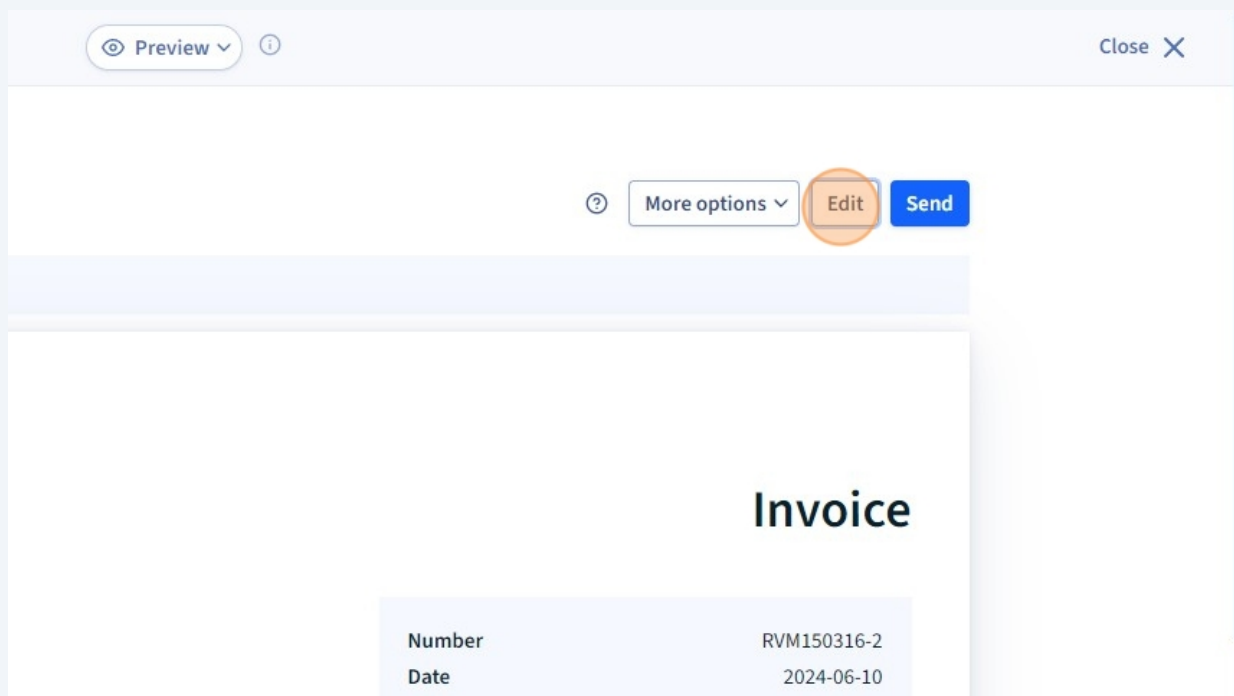 Preview
Close
More options Edit Send
Invoice
Number RVM150316-2
Date 2024-06-10